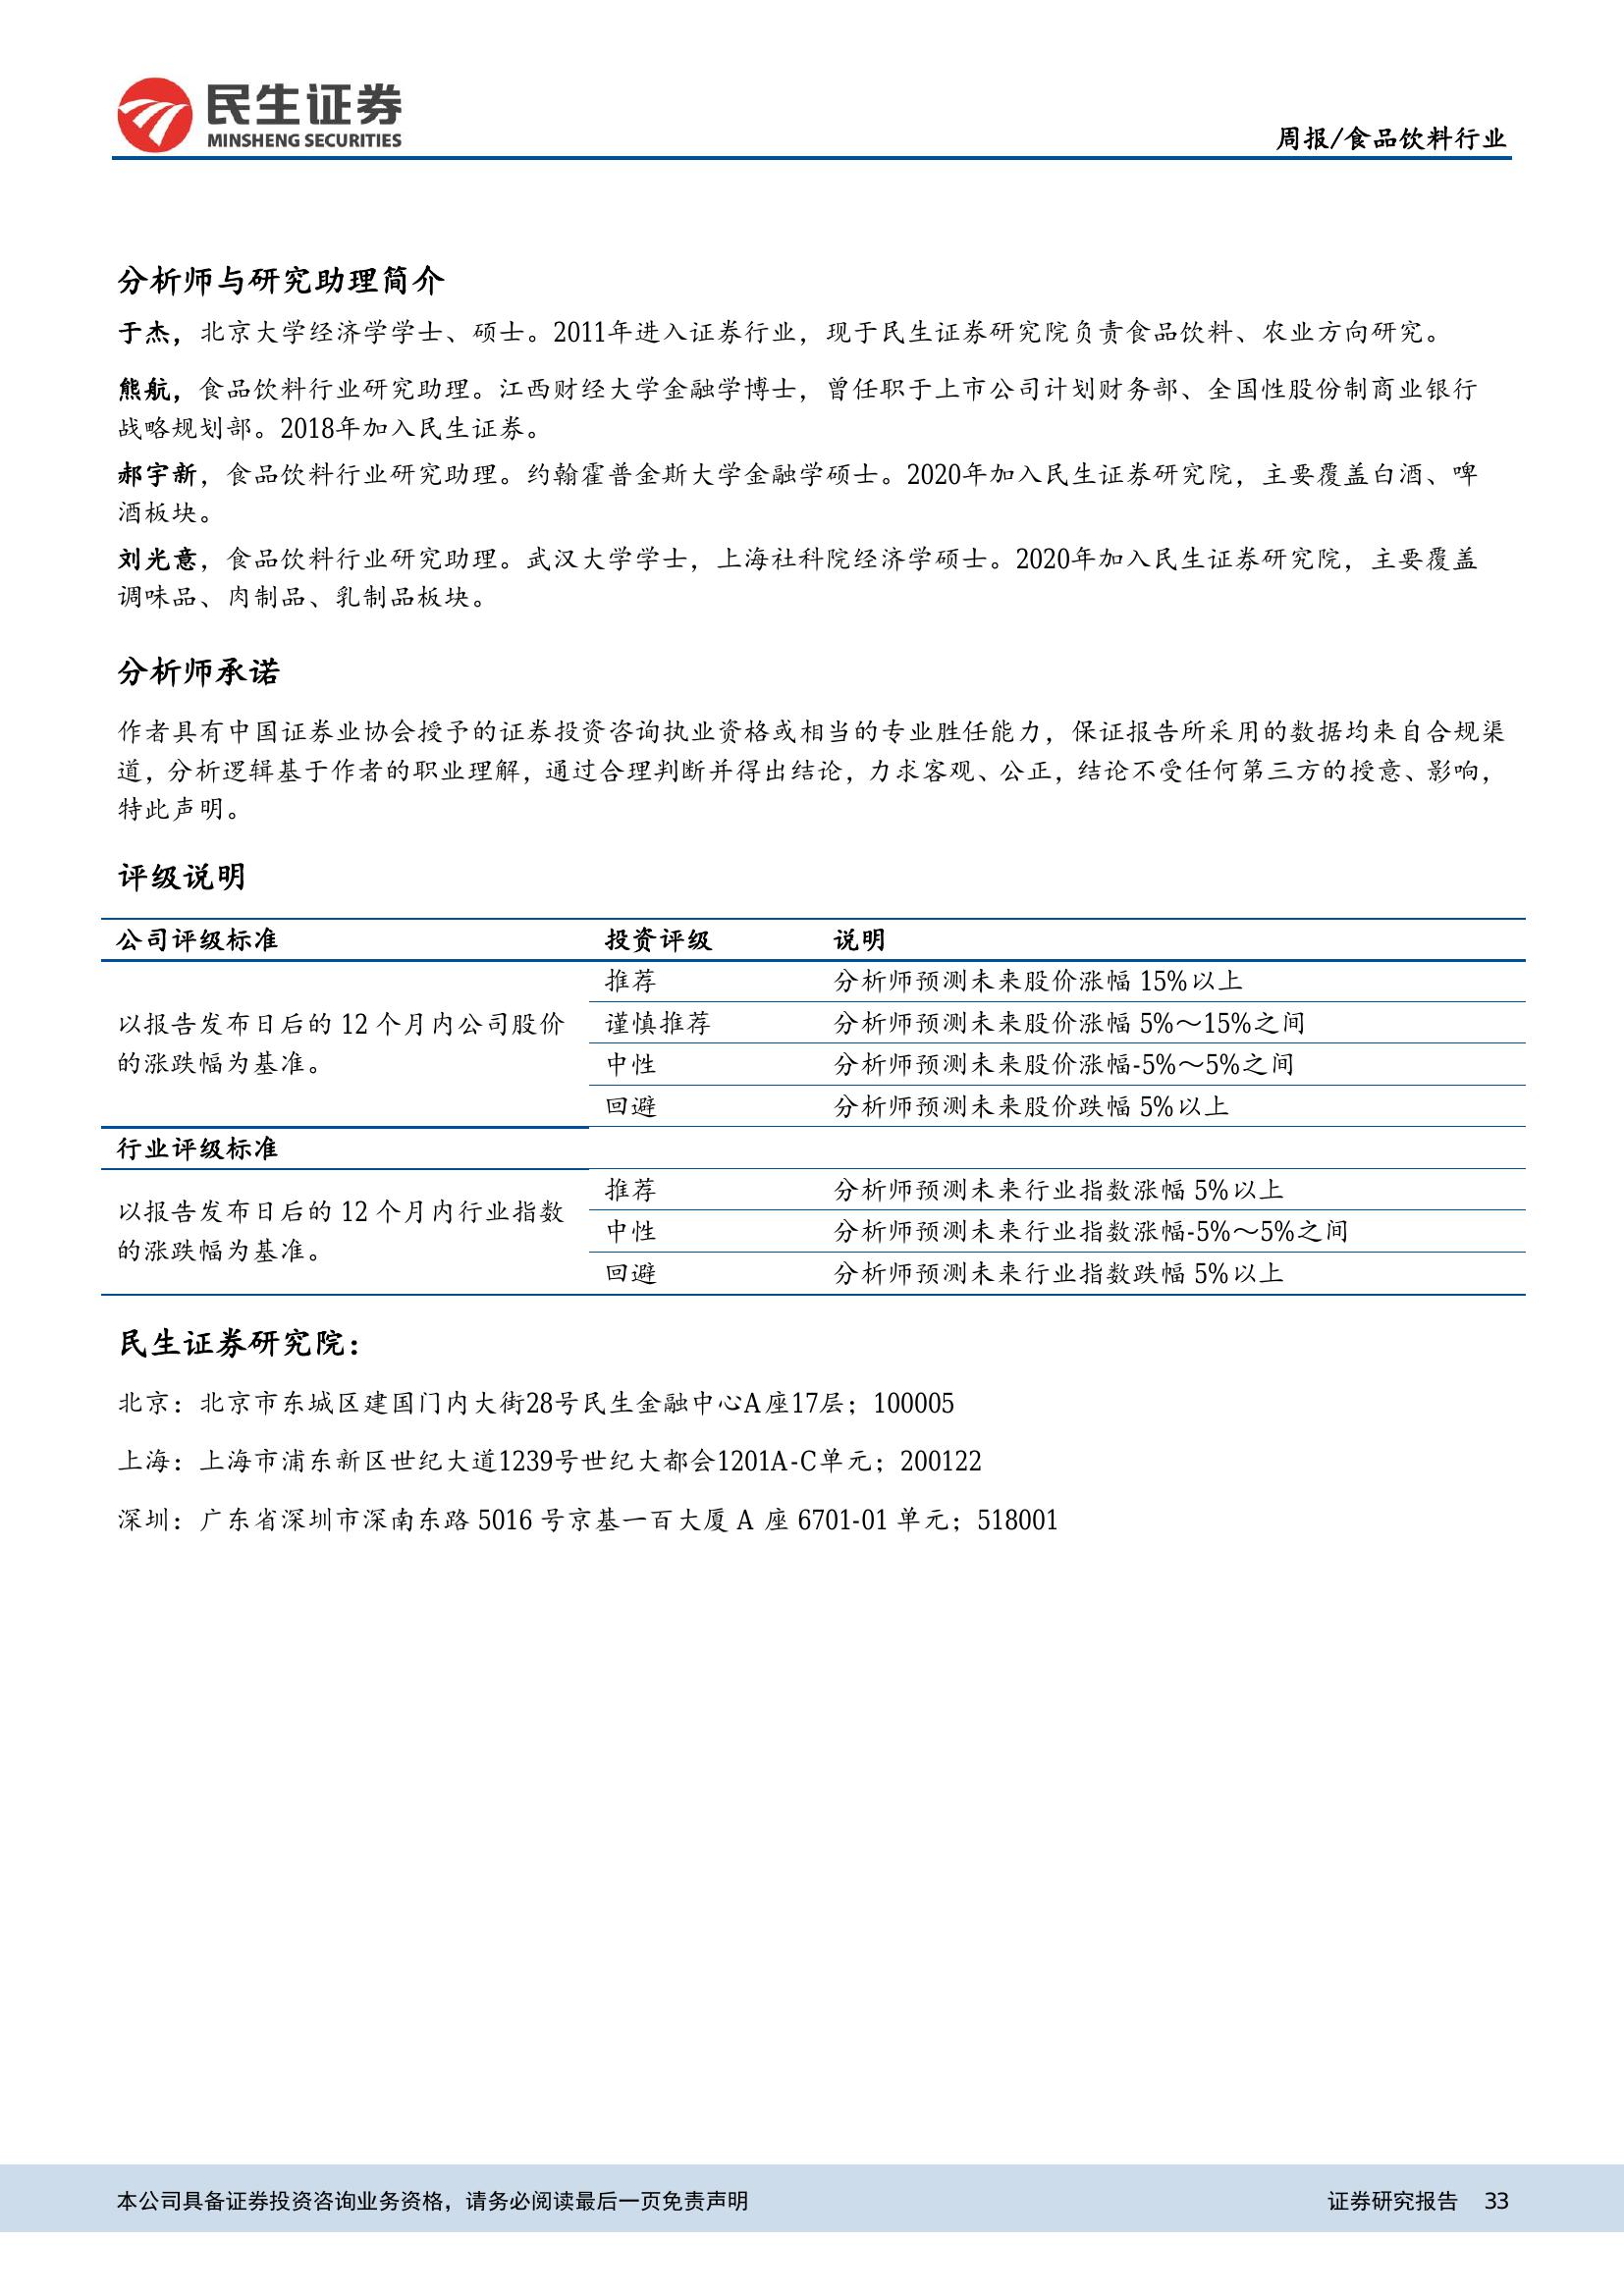 民生证券
MINSHENG SECURITIES
周报/食品饮料行业
分析师与研究助理简介
于杰，北京大学经济学学士、硕士。2011年进入证券行业，现于民生证券研究院负责食品饮料、农业方向研究。
熊航，食品饮料行业研究助理。江西财经大学金融学博士，曾任职于上市公司计划财务部、全国性股份制商业银行
战略规划部。2018年加入民生证券。
郝宇新，食品饮料行业研究助理。约翰霍普金斯大学金融学硕士。2020年加入民生证券研究院，主要覆盖白酒、啤
酒板块。
刘光意，食品饮料行业研究助理。武汉大学学士，上海社科院经济学硕士。2020年加入民生证券研究院，主要覆盖
调味品、肉制品、乳制品板块。
分析师承诺
作者具有中国证券业协会授予的证券投资咨询执业资格或相当的专业胜任能力，保证报告所采用的数据均来自合规渠
道，分析逻辑基于作者的职业理解，通过合理判断并得出结论，力求客观、公正，结论不受任何第三方的授意、影响，
特此声明。
评级说明
公司评级标准 投资评级 说明
以报告发布日后的 12 个月内公司股价
的涨跌幅为基准。
推荐 分析师预测未来股价涨幅 15%以上
谨慎推荐 分析师预测未来股价涨幅 5%～15%之间
中性 分析师预测未来股价涨幅-5%～5%之间
回避 分析师预测未来股价跌幅 5%以上
行业评级标准
以报告发布日后的 12 个月内行业指数
的涨跌幅为基准。
推荐 分析师预测未来行业指数涨幅 5%以上
中性 分析师预测未来行业指数涨幅-5%～5%之间
回避 分析师预测未来行业指数跌幅 5%以上
民生证券研究院：
北京：北京市东城区建国门内大街28号民生金融中心A座17层；100005
上海：上海市浦东新区世纪大道1239号世纪大都会1201A-C单元；200122
深圳：广东省深圳市深南东路 5016 号京基一百大厦 A 座 6701-01 单元；518001
本公司具备证券投资咨询业务资格，请务必阅读最后一页免责声明 证券研究报告 33